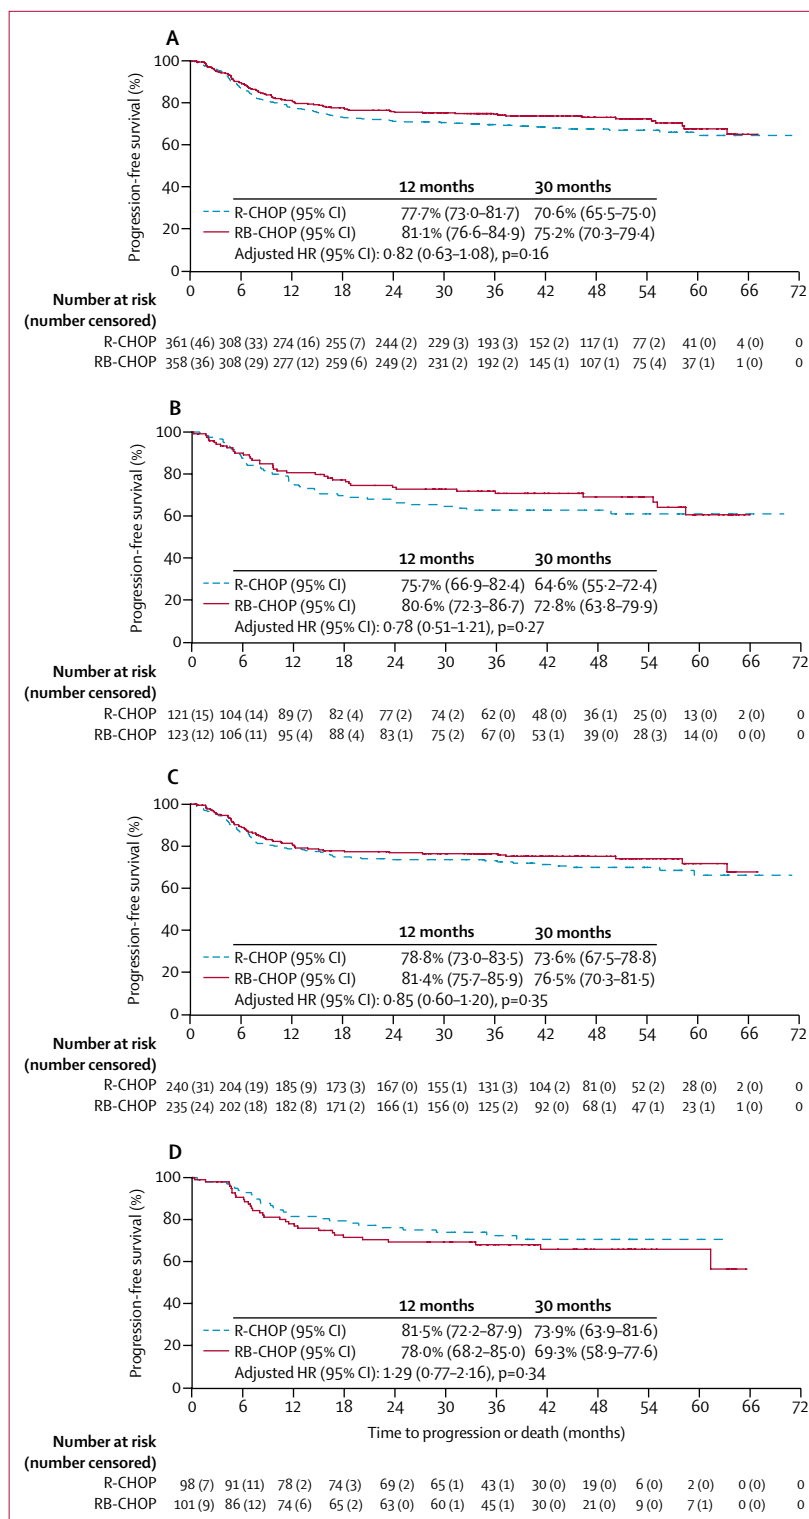 A
Progression-free survival (%)
100
80
60
40
20
0
12 months 30 months
R-CHOP (95% CI) 77·7% (73·0–81·7) 70·6% (65·5–75·0)
RB-CHOP (95% CI) 81·1% (76·6–84·9) 75·2% (70·3–79·4)
Adjusted HR (95% CI): 0·82 (0·63–1·08), p=0·16
0 6 12 18 24 30 36 42 48 54 60 66 72
Number at risk
(number censored)
R-CHOP 361 (46) 308 (33) 274 (16) 255 (7) 244 (2) 229 (3) 193 (3) 152 (2) 117 (1) 77 (2) 41 (0) 4 (0) 0
RB-CHOP 358 (36) 308 (29) 277 (12) 259 (6) 249 (2) 231 (2) 192 (2) 145 (1) 107 (1) 75 (4) 37 (1) 1 (0) 0
B
Progression-free survival (%)
100
80
60
40
20
0
12 months 30 months
R-CHOP (95% CI) 75·7% (66·9–82·4) 64·6% (55·2–72·4)
RB-CHOP (95% CI) 80·6% (72·3–86·7) 72·8% (63·8–79·9)
Adjusted HR (95% CI): 0·78 (0·51–1·21), p=0·27
0 6 12 18 24 30 36 42 48 54 60 66 72
Number at risk
(number censored)
R-CHOP 121 (15) 104 (14) 89 (7) 82 (4) 77 (2) 74 (2) 62 (0) 48 (0) 36 (1) 25 (0) 13 (0) 2 (0) 0
RB-CHOP 123 (12) 106 (11) 95 (4) 88 (4) 83 (1) 75 (2) 67 (0) 53 (1) 39 (0) 28 (3) 14 (0) 0 (0) 0
C
Progression-free survival (%)
100
80
60
40
20
0
12 months 30 months
R-CHOP (95% CI) 78·8% (73·0–83·5) 73·6% (67·5–78·8)
RB-CHOP (95% CI) 81·4% (75·7–85·9) 76·5% (70·3–81·5)
Adjusted HR (95% CI): 0·85 (0·60–1·20), p=0·35
0 6 12 18 24 30 36 42 48 54 60 66 72
Number at risk
(number censored)
R-CHOP 240 (31) 204 (19) 185 (9) 173 (3) 167 (0) 155 (1) 131 (3) 104 (2) 81 (0) 52 (2) 28 (0) 2 (0) 0
RB-CHOP 235 (24) 202 (18) 182 (8) 171 (2) 166 (1) 156 (0) 125 (2) 92 (0) 68 (1) 47 (1) 23 (1) 1 (0) 0
D
Progression-free survival (%)
100
80
60
40
20
0
12 months 30 months
R-CHOP (95% CI) 81·5% (72·2–87·9) 73·9% (63·9–81·6)
RB-CHOP (95% CI) 78·0% (68·2–85·0) 69·3% (58·9–77·6)
Adjusted HR (95% CI): 1·29 (0·77–2·16), p=0·34
0 6 12 18 24 30 36 42 48 54 60 66 72
Time to progression or death (months)
Number at risk
(number censored)
R-CHOP 98 (7) 91 (11) 78 (2) 74 (3) 69 (2) 65 (1) 43 (1) 30 (0) 19 (0) 6 (0) 2 (0) 0 (0) 0
RB-CHOP 101 (9) 86 (12) 74 (6) 65 (2) 63 (0) 60 (1) 45 (1) 30 (0) 21 (0) 9 (0) 7 (1) 0 (0) 0